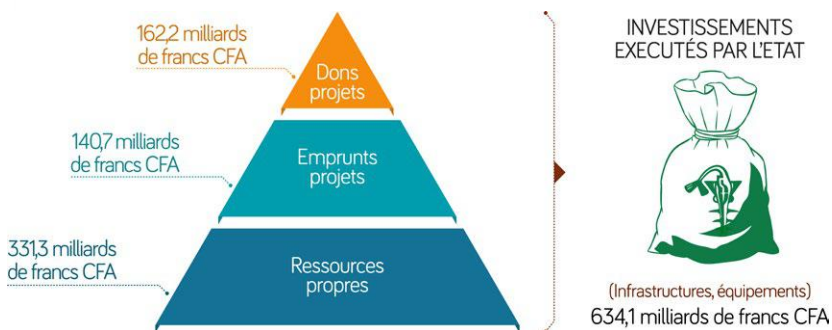 162,2 milliards
de francs CFA
Dons
projets
140,7 milliards
de francs CFA
Emprunts
projets
331,3 milliards
de francs CFA
Ressources
propres
INVESTISSEMENTS
EXECUTÉS PAR L'ETAT
(Infrastructures, équipements)
634,1 milliards de francs CFA